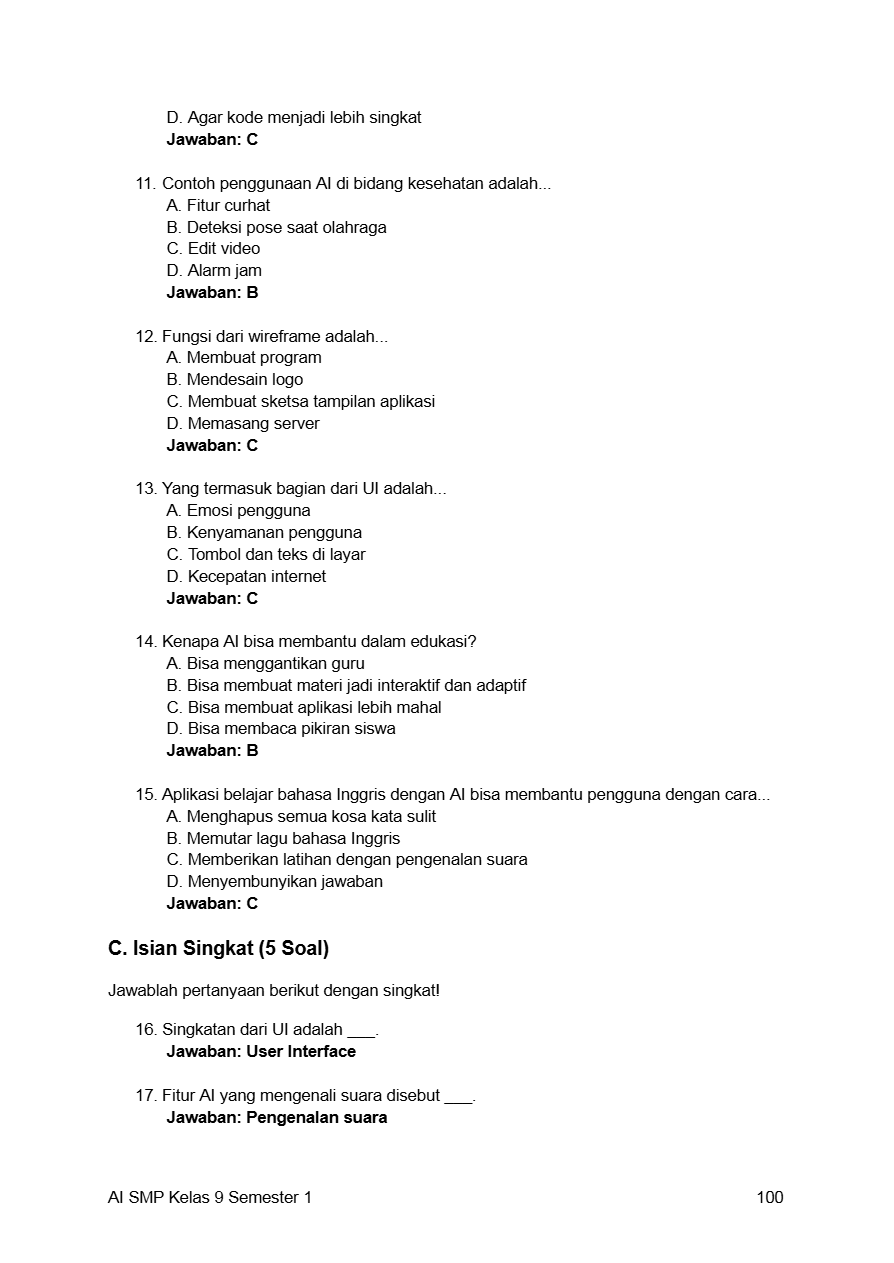 D. Agar kode menjadi lebih singkat
Jawaban: C
11. Contoh penggunaan AI di bidang kesehatan adalah...
A. Fitur curhat
B. Deteksi pose saat olahraga
C. Edit video
D. Alarm jam
Jawaban: B
12. Fungsi dari wireframe adalah...
A. Membuat program
B. Mendesain logo
C. Membuat sketsa tampilan aplikasi
D. Memasang server
Jawaban: C
13. Yang termasuk bagian dari UI adalah...
A. Emosi pengguna
B. Kenyamanan pengguna
C. Tombol dan teks di layar
D. Kecepatan internet
Jawaban: C
14. Kenapa AI bisa membantu dalam edukasi?
A. Bisa menggantikan guru
B. Bisa membuat materi jadi interaktif dan adaptif
C. Bisa membuat aplikasi lebih mahal
D. Bisa membaca pikiran siswa
Jawaban: B
15. Aplikasi belajar bahasa Inggris dengan AI bisa membantu pengguna dengan cara...
A. Menghapus semua kosa kata sulit
B. Memutar lagu bahasa Inggris
C. Memberikan latihan dengan pengenalan suara
D. Menyembunyikan jawaban
Jawaban: C
C. Isian Singkat (5 Soal)
Jawablah pertanyaan berikut dengan singkat!
16. Singkatan dari UI adalah ___.
Jawaban: User Interface
17. Fitur AI yang mengenali suara disebut ___.
Jawaban: Pengenalan suara
AI SMP Kelas 9 Semester 1 100